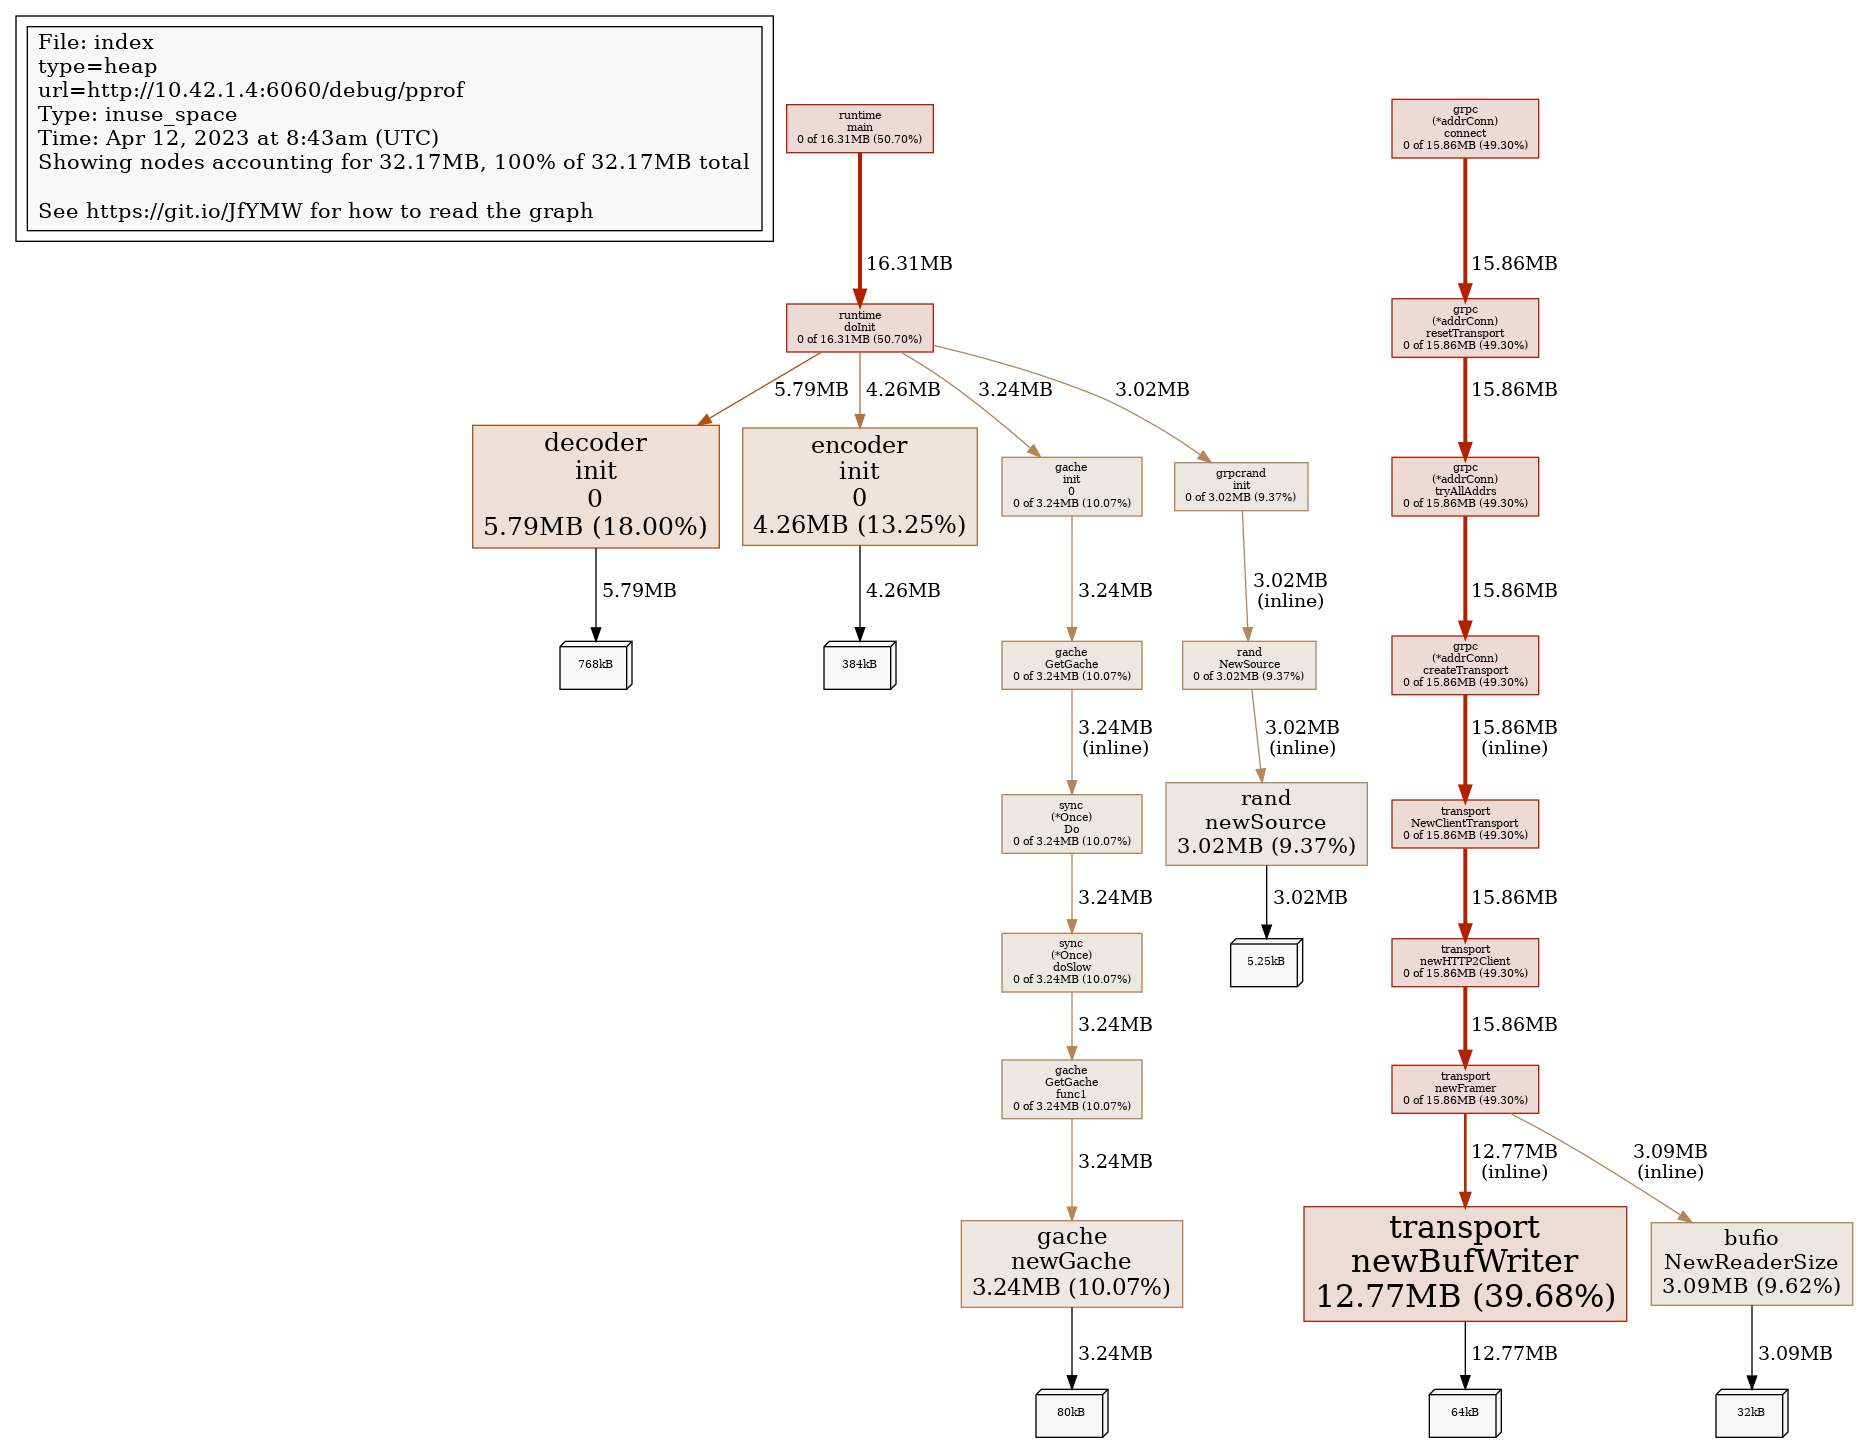 File: index
type=heap
url=http://10.42.1.4:6060/debug/pprof
Type: inuse_space
Time: Apr 12, 2023 at 8:43am (UTC)
Showing nodes accounting for 32.17MB, 100% of 32.17MB total
See https://git.io/JfYMW for how to read the graph
runtime
main
0 of 16.31MB (50.70%)
grpc
(*addrConn)
connect
0 of 15.86MB (49.30%)
16.31MB
15.86MB
runtime
doInit
0 of 16.31MB (50.70%)
grpc
(*addrConn)
resetTransport
0 of 15.86MB (49.30%)
5.79MB
4.26MB
3.24MB
3.02MB
15.86MB
decoder
init
0
5.79MB (18.00%)
encoder
init
0
4.26MB (13.25%)
gache
init
0
0 of 3.24MB (10.07%)
grpcrand
init
0 of 3.02MB (9.37%)
grpc
(*addrConn)
tryAllAddrs
0 of 15.86MB (49.30%)
5.79MB
4.26MB
3.24MB
3.02MB
(inline)
15.86MB
768kB
384kB
gache
GetGache
0 of 3.24MB (10.07%)
rand
NewSource
0 of 3.02MB (9.37%)
grpc
(*addrConn)
createTransport
0 of 15.86MB (49.30%)
3.24MB
(inline)
3.02MB
(inline)
15.86MB
(inline)
sync
(*Once)
Do
0 of 3.24MB (10.07%)
rand
newSource
3.02MB (9.37%)
transport
NewClientTransport
0 of 15.86MB (49.30%)
3.24MB
3.02MB
15.86MB
sync
(*Once)
doSlow
0 of 3.24MB (10.07%)
5.25kB
transport
newHTTP2Client
0 of 15.86MB (49.30%)
3.24MB
15.86MB
gache
GetGache
func1
0 of 3.24MB (10.07%)
transport
newFramer
0 of 15.86MB (49.30%)
3.24MB
12.77MB
(inline)
3.09MB
(inline)
gache
newGache
3.24MB (10.07%)
transport
newBufWriter
12.77MB (39.68%)
bufio
NewReaderSize
3.09MB (9.62%)
3.24MB
12.77MB
3.09MB
80kB
64kB
32kB